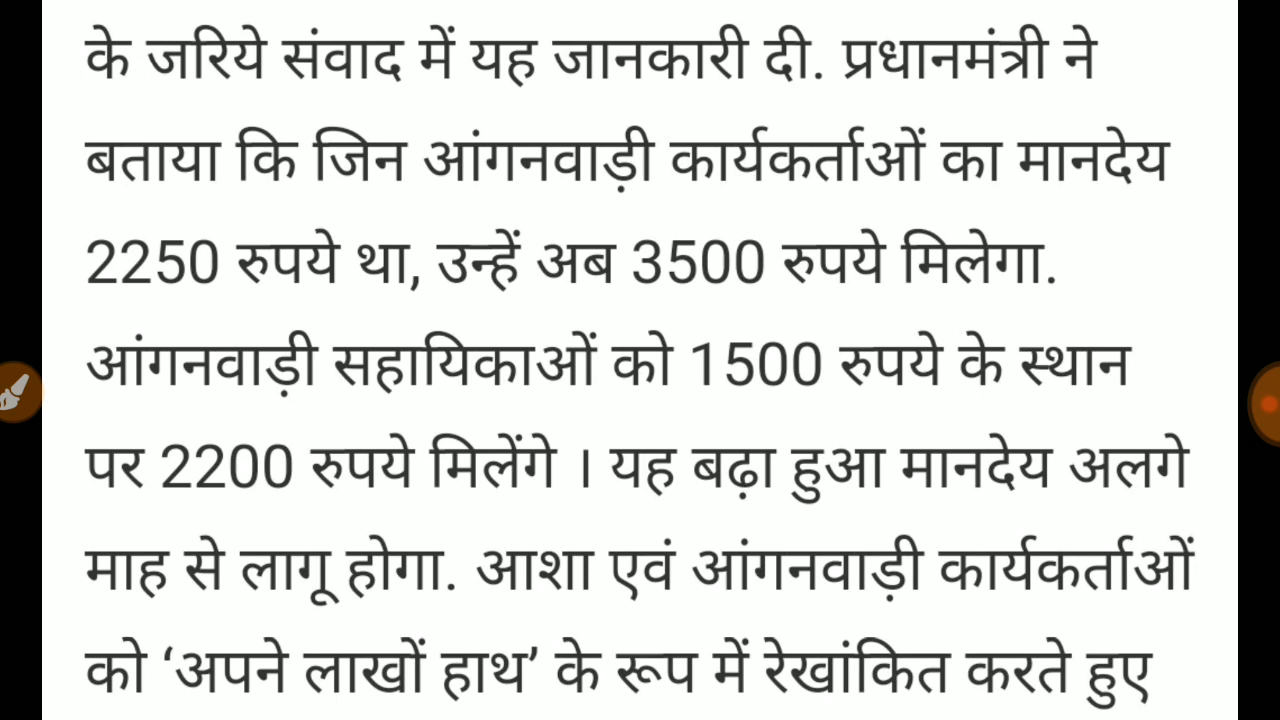 के जरिये संवाद में यह जानकारी दी. प्रधानमंत्री ने
बताया कि जिन आंगनवाड़ी कार्यकर्ताओं का मानदेय
2250 रुपये था, उन्हें अब 3500 रुपये मिलेगा.
आंगनवाड़ी सहायिकाओं को 1500 रुपये के स्थान
पर 2200 रुपये मिलेंगे । यह बढ़ा हुआ मानदेय अलगे
माह से लागू होगा. आशा एवं आंगनवाड़ी कार्यकर्ताओं
को ‘अपने लाखों हाथ’ के रूप में रेखांकित करते हुए